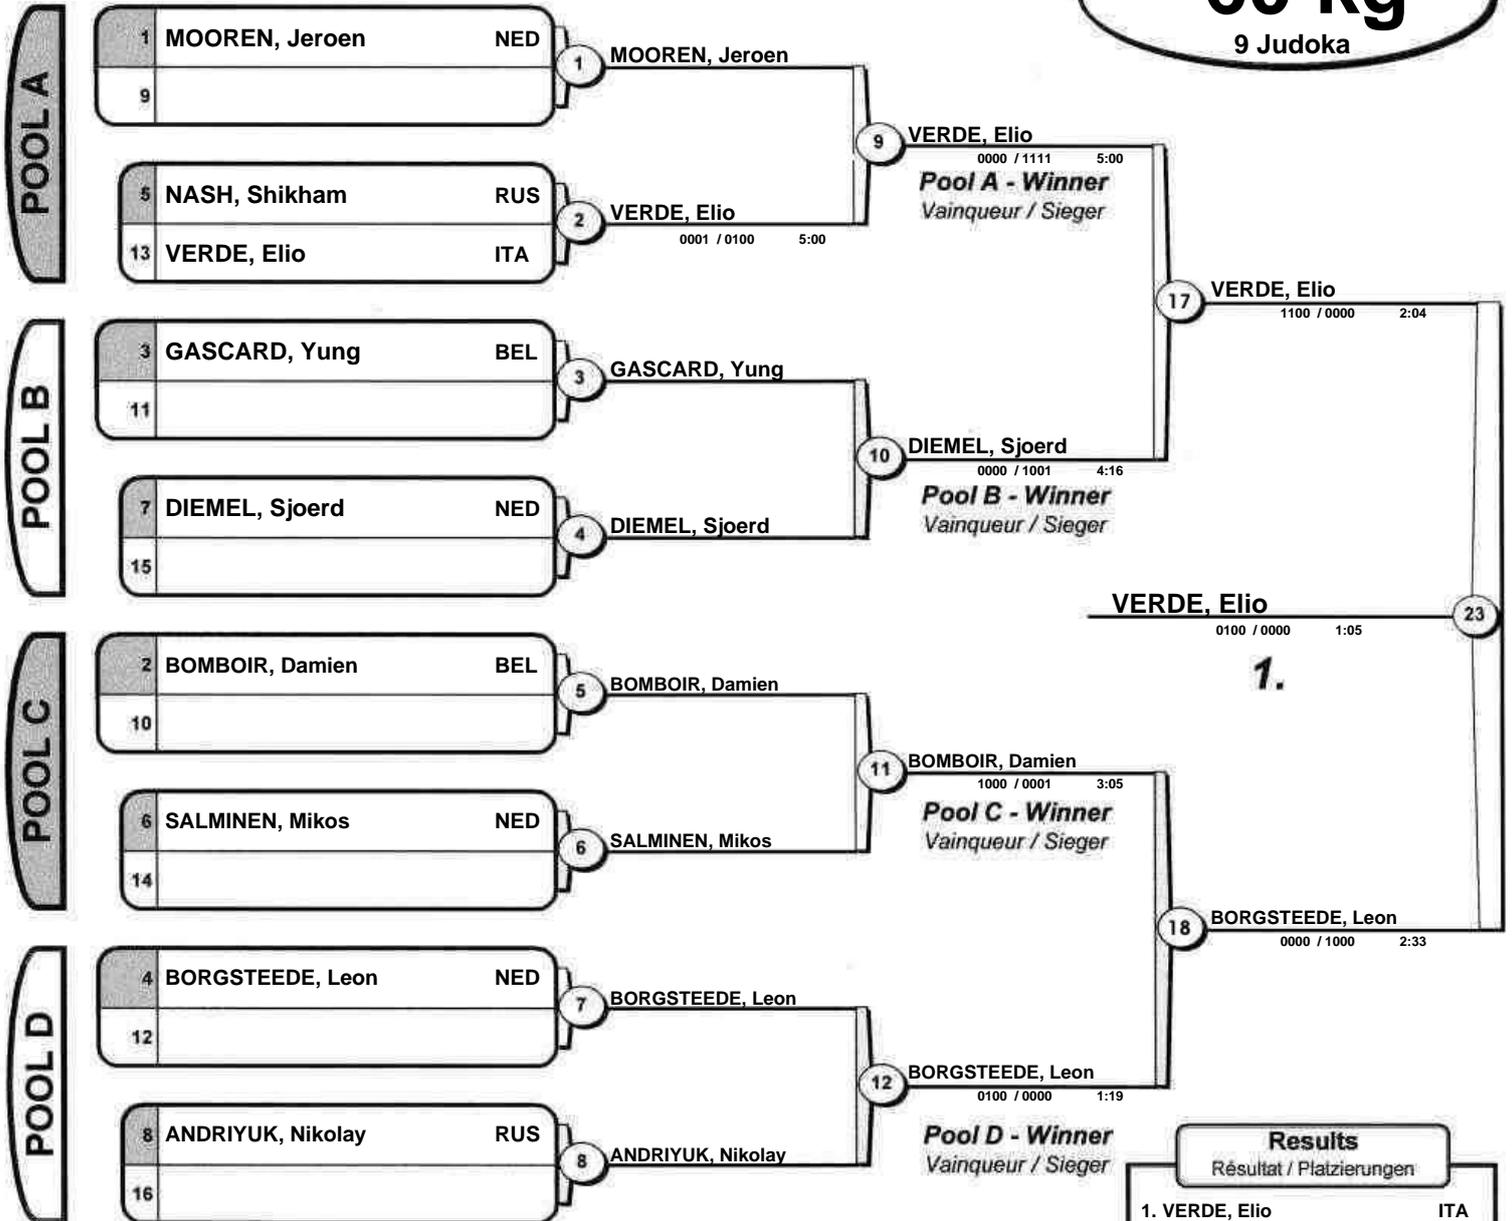 9 Judoka
POOL A
1 MOOREN, Jeroen NED
9
1 MOOREN, Jeroen
5 NASH, Shikham RUS
13 VERDE, Elio ITA
2 VERDE, Elio
0001 / 0100 5:00
9 VERDE, Elio
0000 / 1111 5:00
Pool A - Winner
Vainqueur / Sieger
POOL B
3 GASCARD, Yung BEL
11
3 GASCARD, Yung
7 DIEMEL, Sjoerd NED
15
4 DIEMEL, Sjoerd
10 DIEMEL, Sjoerd
0000 / 1001 4:16
Pool B - Winner
Vainqueur / Sieger
17 VERDE, Elio
1100 / 0000 2:04
VERDE, Elio 23
0100 / 0000 1:05
1.
POOL C
2 BOMBOIR, Damien BEL
10
5 BOMBOIR, Damien
6 SALMINEN, Mikos NED
14
6 SALMINEN, Mikos
11 BOMBOIR, Damien
1000 / 0001 3:05
Pool C - Winner
Vainqueur / Sieger
POOL D
4 BORGSTEEDE, Leon NED
12
7 BORGSTEEDE, Leon
8 ANDRIYUK, Nikolay RUS
16
8 ANDRIYUK, Nikolay
12 BORGSTEEDE, Leon
0100 / 0000 1:19
Pool D - Winner
Vainqueur / Sieger
18 BORGSTEEDE, Leon
0000 / 1000 2:33
Results
Résultat / Platzierungen
1. VERDE, Elio ITA